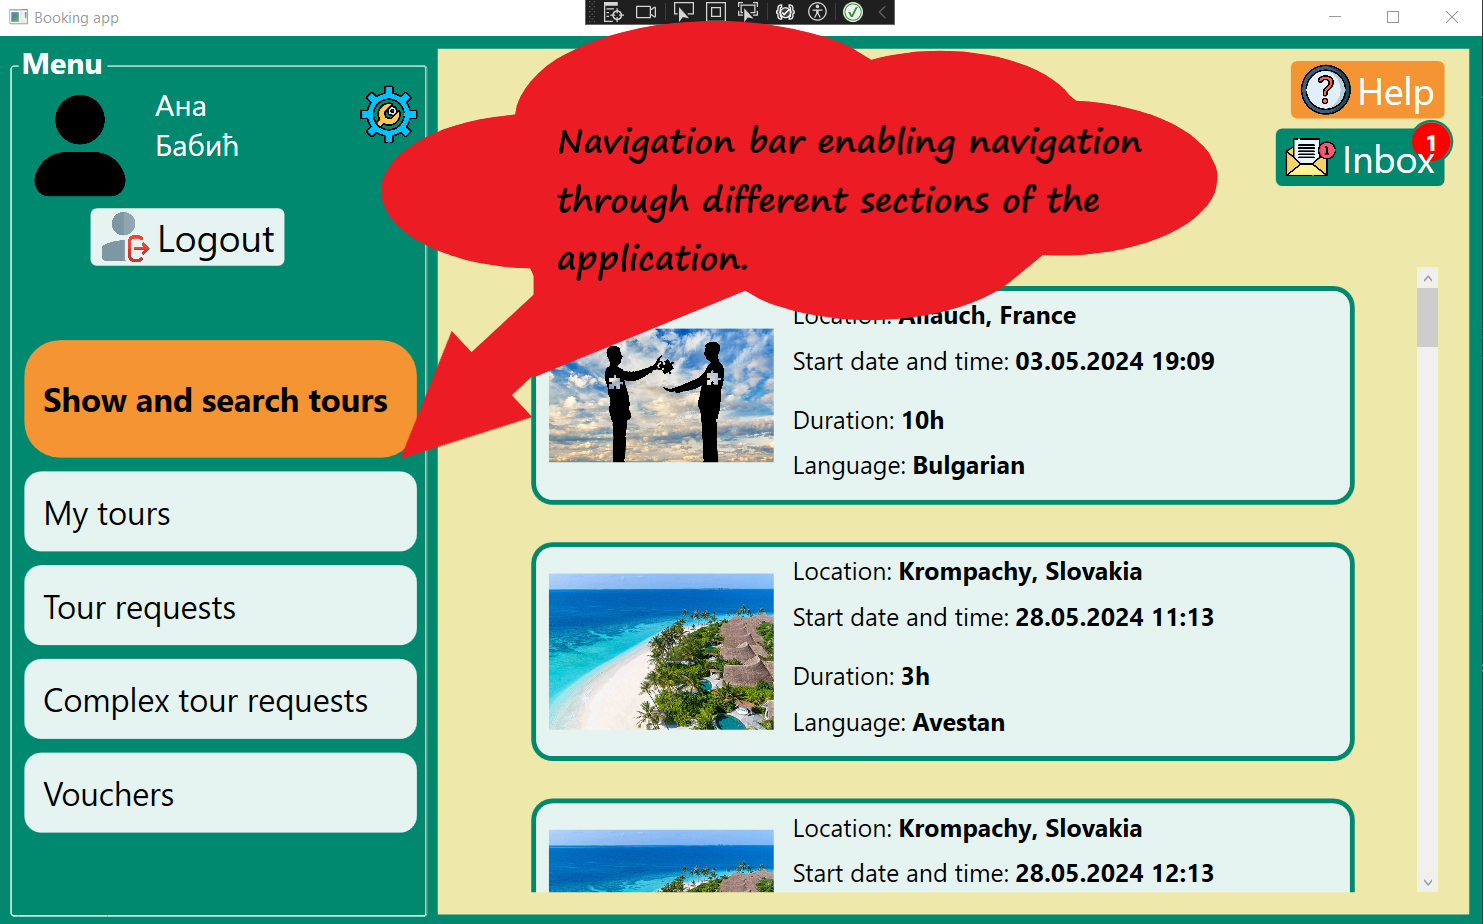 Booking app
Menu
Ана
Бабић
Logout
Show and search tours
My tours
Tour requests
Complex tour requests
Vouchers
Navigation bar enabling navigation
through different sections of the
application.
Help
1
Inbox
1
Location: Allauch, France
Start date and time: 03.05.2024 19:09
Duration: 10h
Language: Bulgarian
Location: Krompachy, Slovakia
Start date and time: 28.05.2024 11:13
Duration: 3h
Language: Avestan
Location: Krompachy, Slovakia
Start date and time: 28.05.2024 12:13